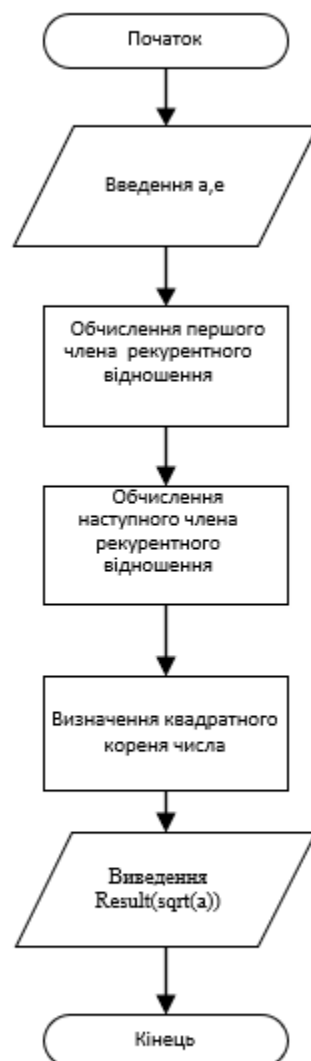 Початок
Введення а,е
Обчислення першого
члена рекурентного
відношення
Обчислення
наступного члена
рекурентного
відношення
Визначення квадратного
кореня числа
Виведення
Result(sqrt(a))
Кінець